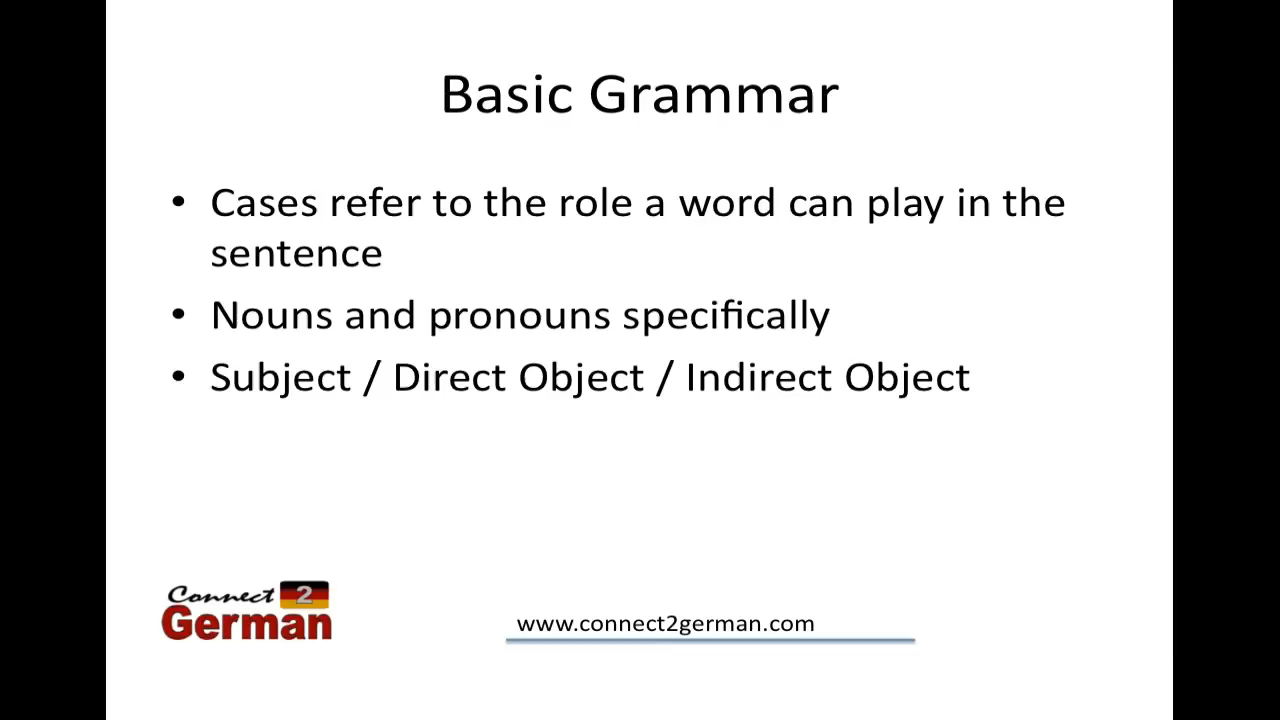 Basic Grammar
• Cases refer to the role a word can play in the
sentence
• Nouns and pronouns specifically
• Subject / Direct Object / Indirect Object
Connect 2
German
www.connect2german.com